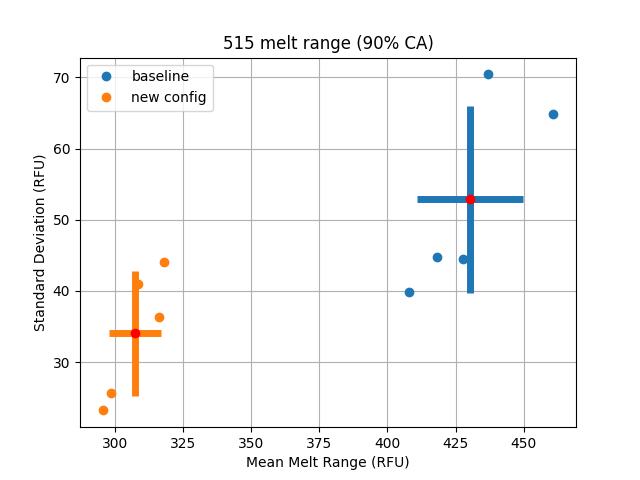 515 melt range (90% CA)
baseline
new config
70
60
50
40
30
Standard Deviation (RFU)
300 325 350 375 400 425 450
Mean Melt Range (RFU)